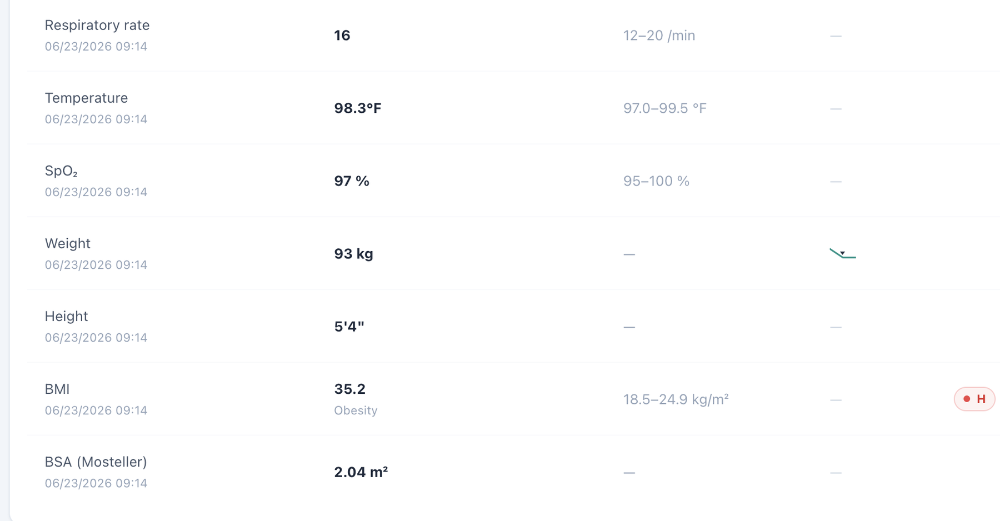 Respiratory rate
06/23/2026 09:14
16
12–20 /min
—
Temperature
06/23/2026 09:14
98.3°F
97.0–99.5 °F
—
SpO₂
06/23/2026 09:14
97 %
95–100 %
—
Weight
06/23/2026 09:14
93 kg
—
Height
06/23/2026 09:14
5'4"
—
—
BMI
06/23/2026 09:14
35.2
Obesity
18.5–24.9 kg/m²
—
H
BSA (Mosteller)
06/23/2026 09:14
2.04 m²
—
—